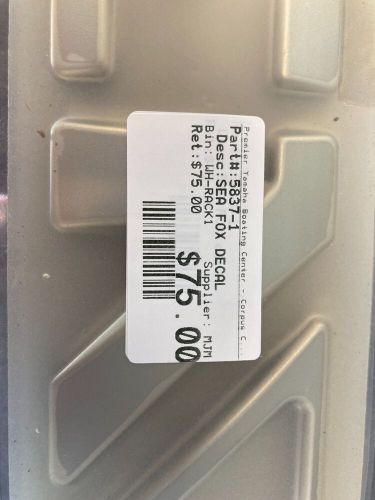 Premier Yamaha Boating Center - Corpus C...
Part#:5837-1
Desc:SEA FOX DECAL
Bin: WH-RACK1 Supplier: MJM
Ret:$75.00 $75.00